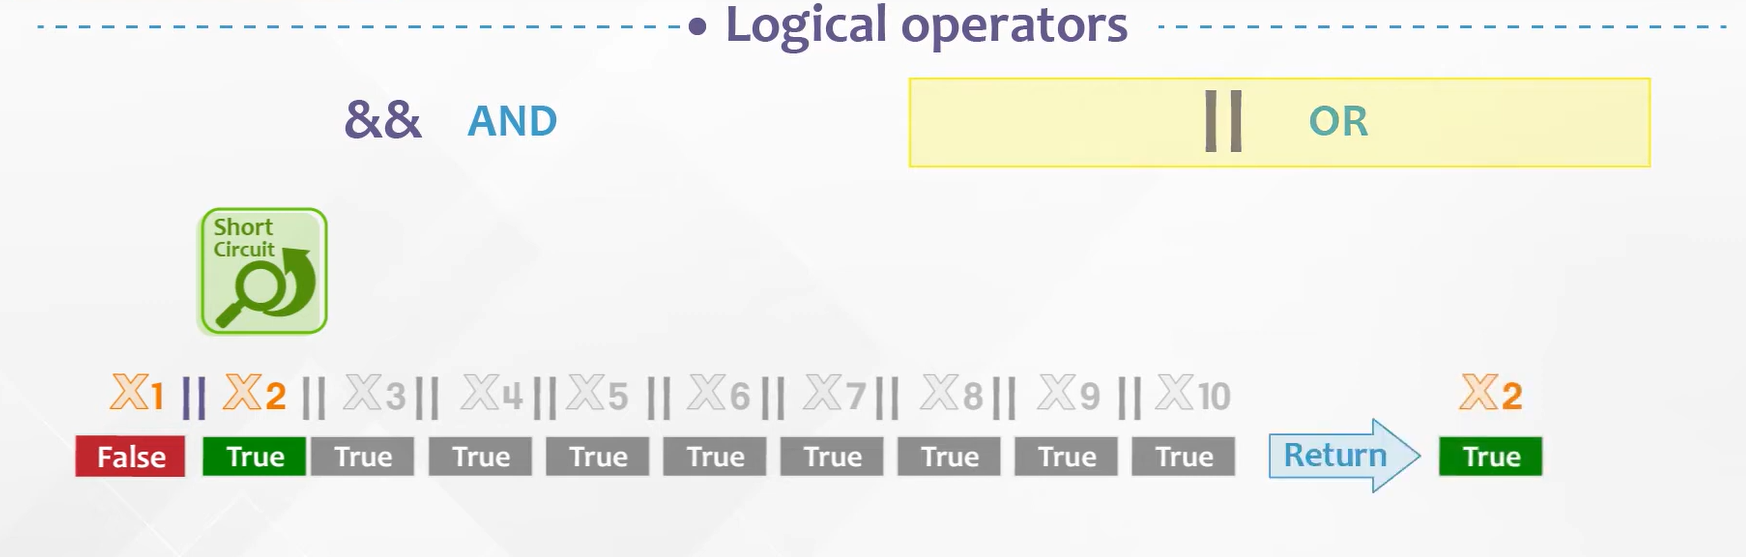 • Logical operators
&& AND
|| OR
Short
Circuit
X1 || X2 || X3 || X4 || X5 || X6 || X7 || X8 || X9 || X10 X2
False True True True True True True True True True Return True